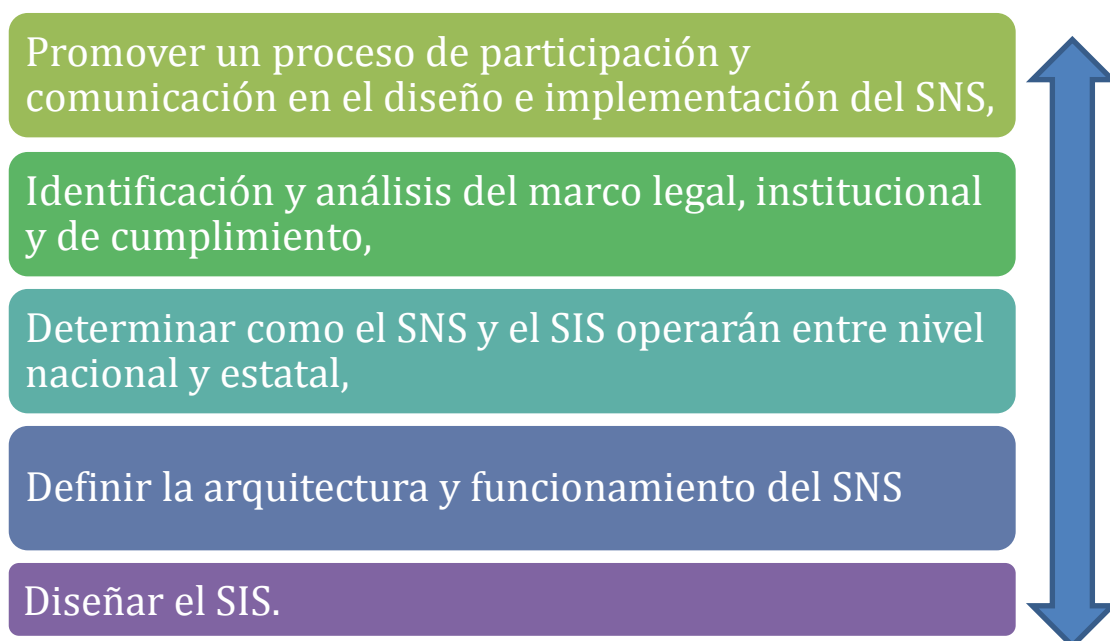 Promover un proceso de participación y
comunicación en el diseño e implementación del SNS,
Identificación y análisis del marco legal, institucional
y de cumplimiento,
Determinar como el SNS y el SIS operarán entre nivel
nacional y estatal,
Definir la arquitectura y funcionamiento del SNS
Diseñar el SIS.